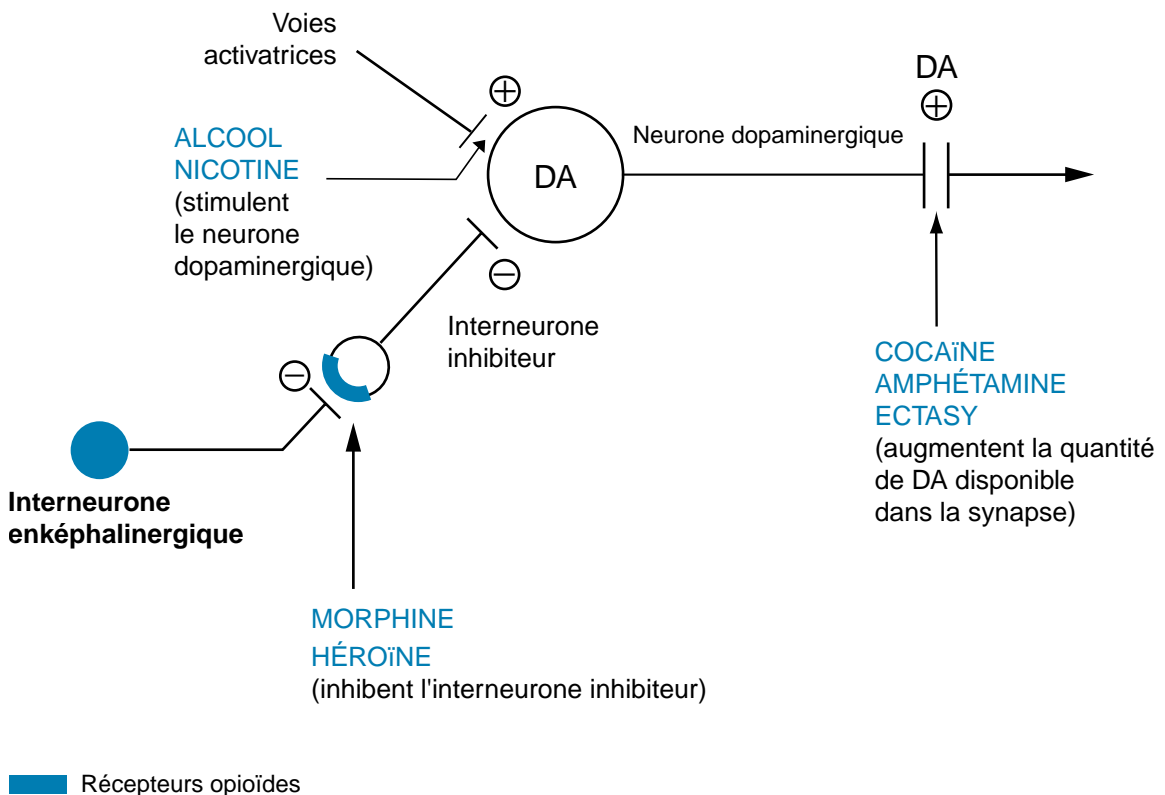 Voies
activatrices
ALCOOL
NICOTINE
(stimulent
le neurone
dopaminergique)
+
DA
Neurone dopaminergique
DA
+
−
Interneurone
inhibiteur
−
Interneurone
enképhalinergique
COCAïNE
AMPHÉTAMINE
ECTASY
(augmentent la quantité
de DA disponible
dans la synapse)
MORPHINE
HÉROïNE
(inhibent l'interneurone inhibiteur)
Récepteurs opioïdes